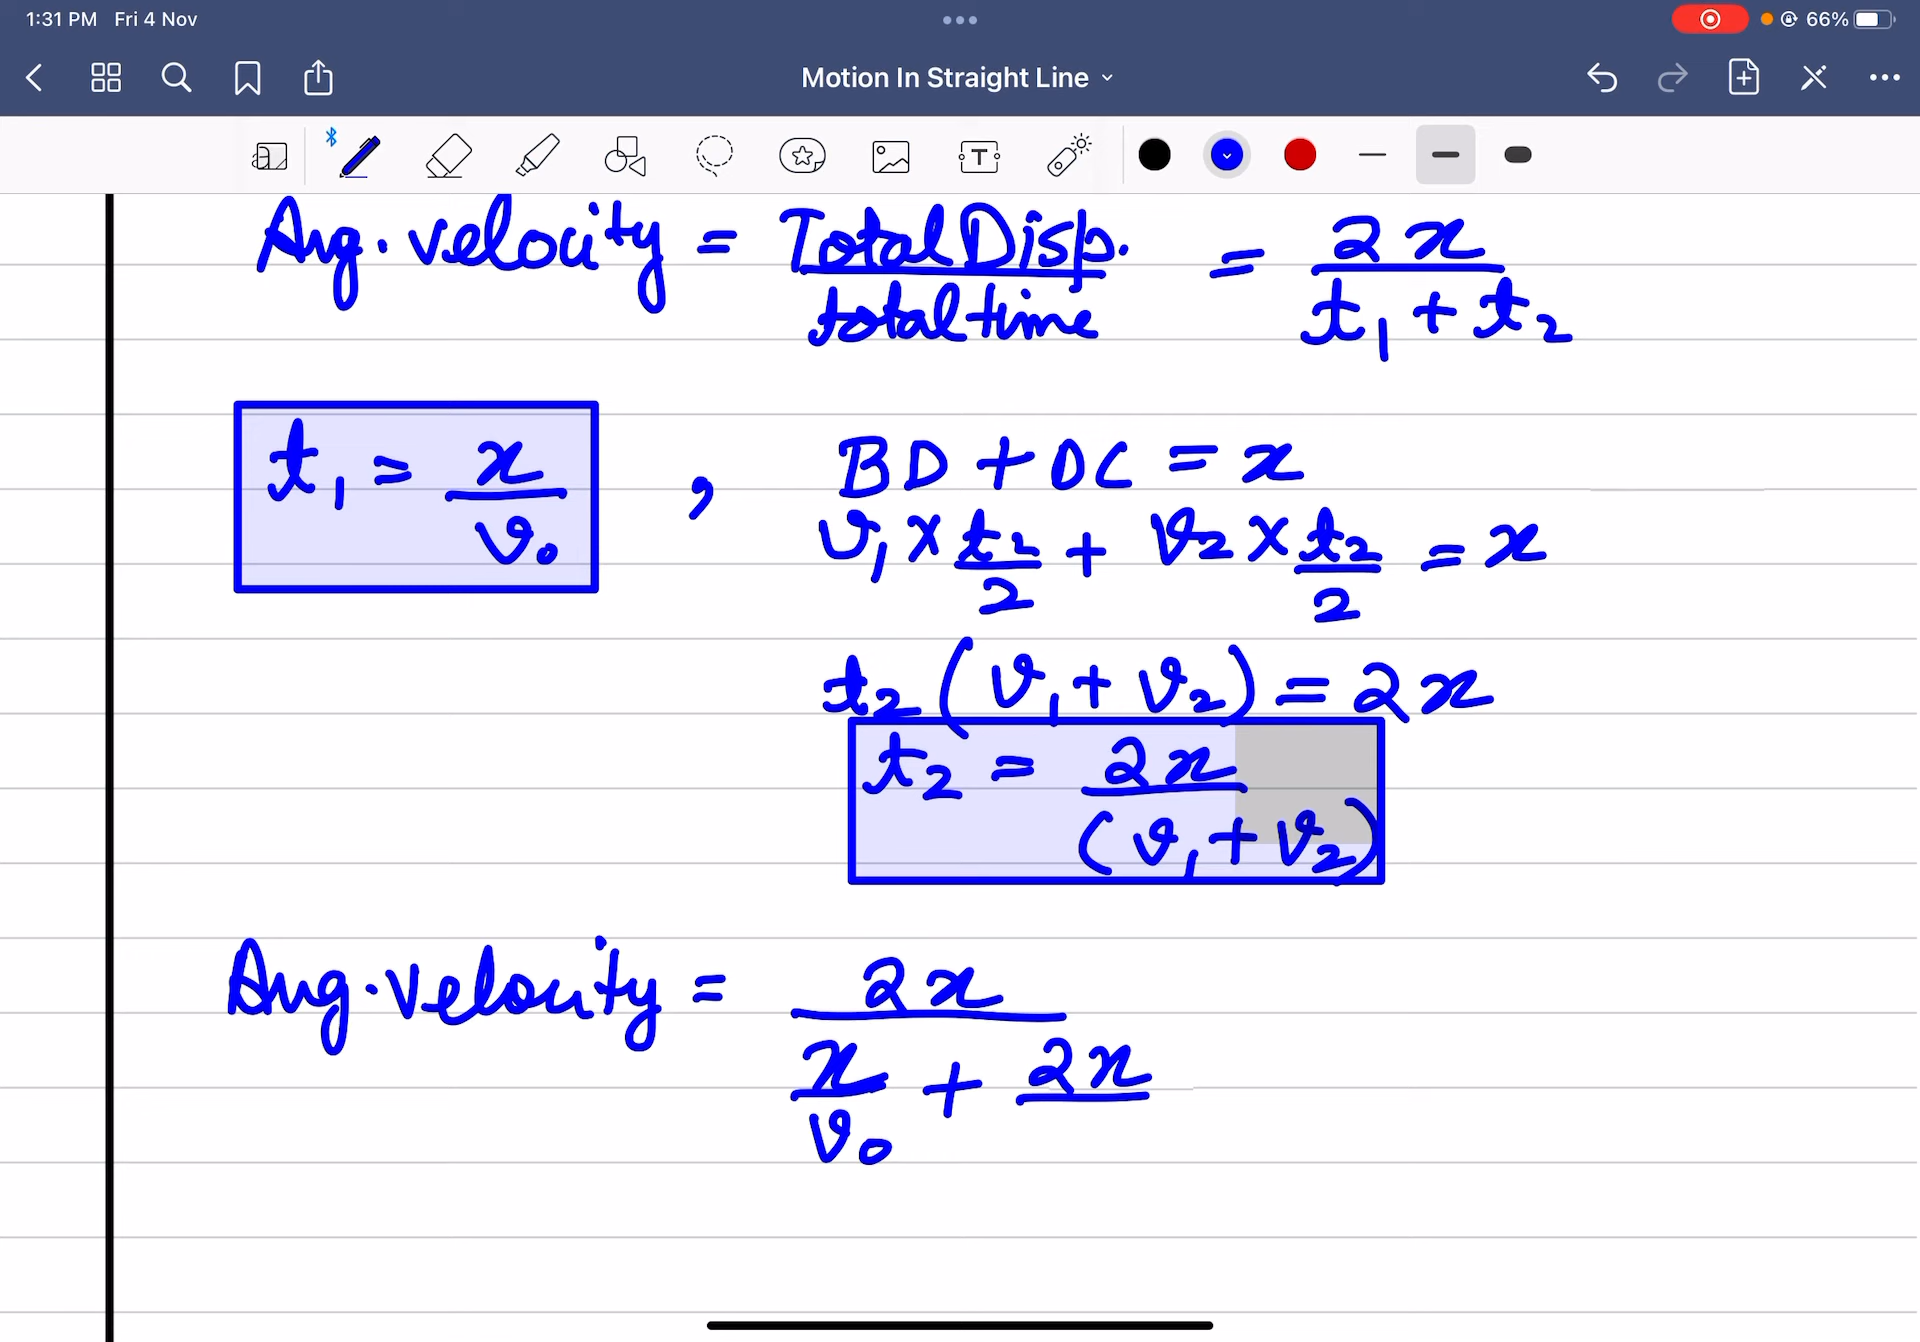 1:31 PM Fri 4 Nov 66%
Motion In Straight Line
Avg. velocity = Total Disp. / total time = 2x / t₁ + t₂
t₁ = x / v₀ , BD + DC = x
v₁ × t₂/2 + v₂ × t₂/2 = x
t₂ (v₁ + v₂) = 2x
t₂ = 2x / (v₁ + v₂)
Avg. velocity = 2x / x/v₀ + 2x